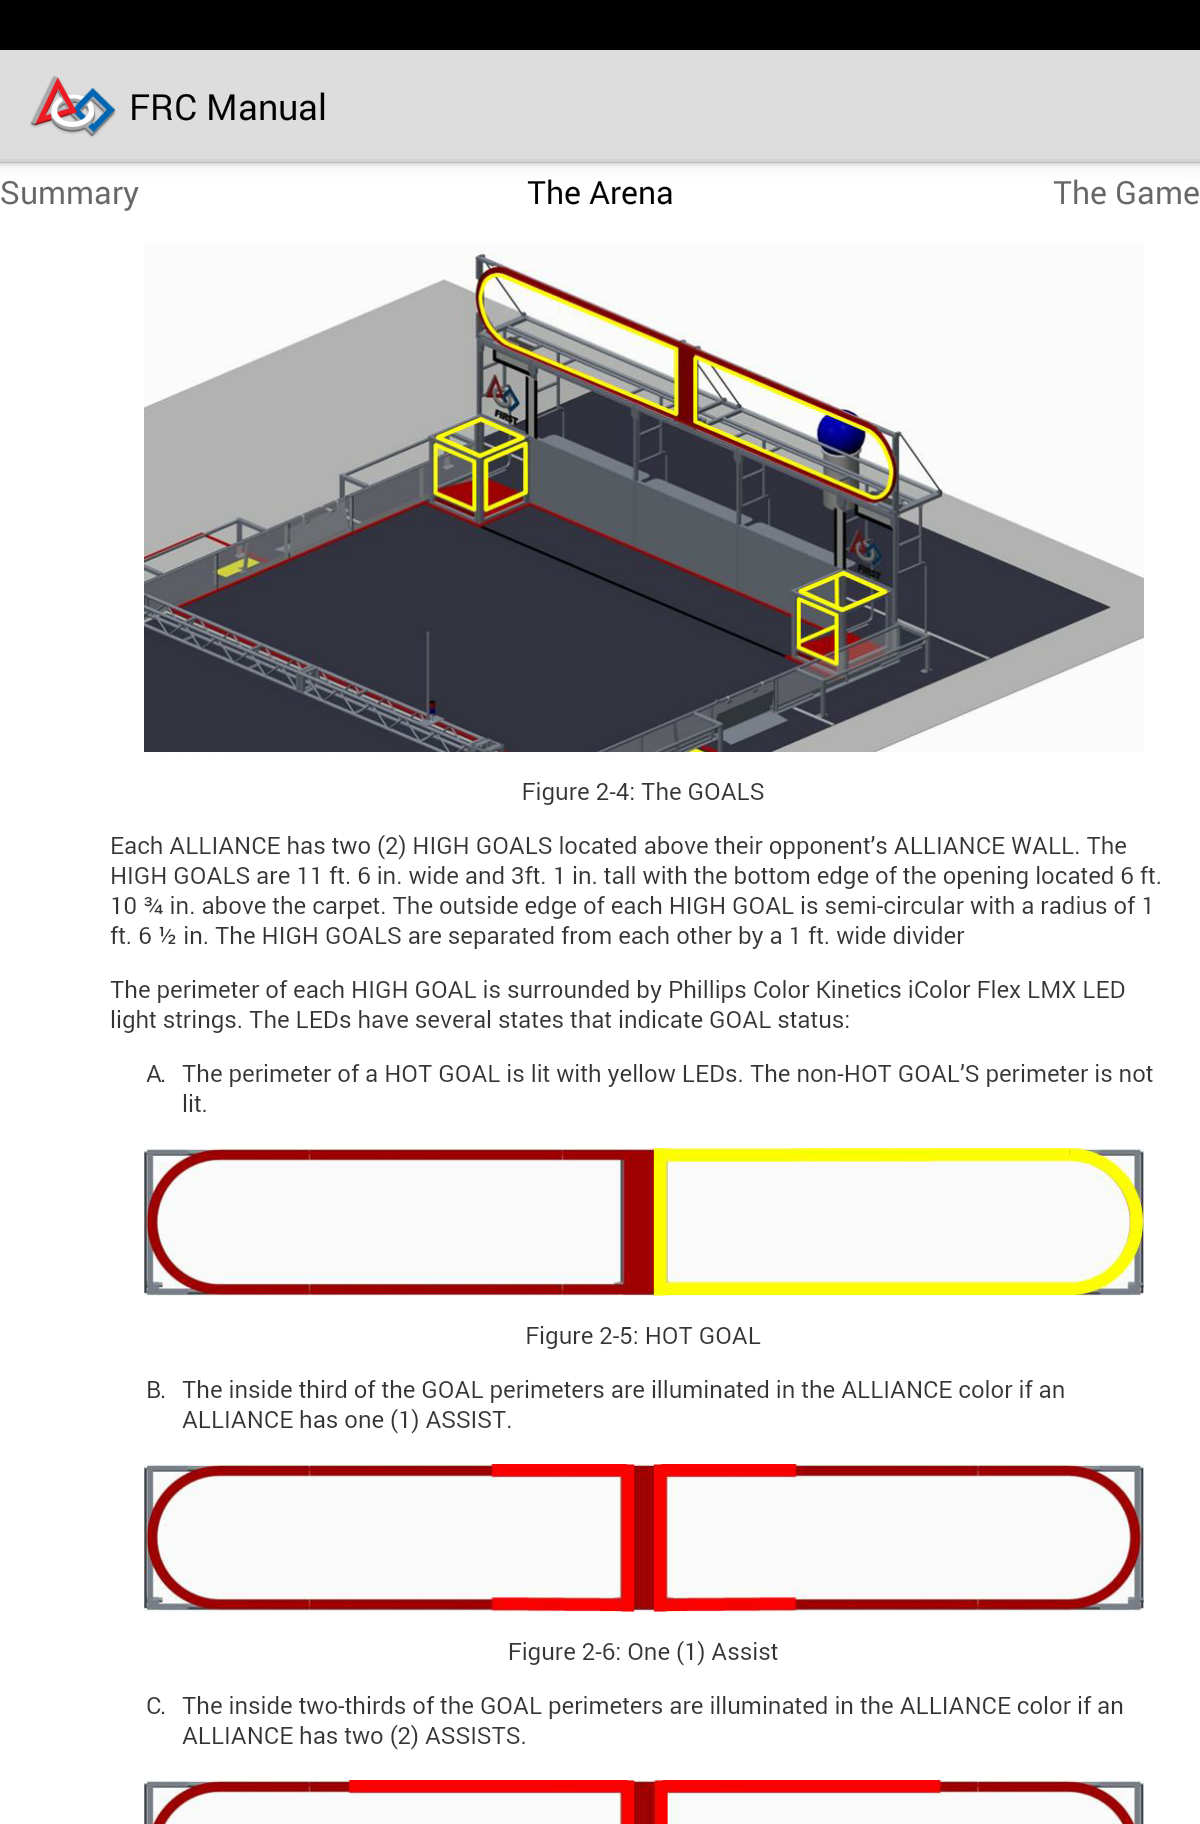 FRC Manual
Summary
The Arena
The Game
FIRST
FIRST
Figure 2-4: The GOALS
Each ALLIANCE has two (2) HIGH GOALS located above their opponent’s ALLIANCE WALL. The
HIGH GOALS are 11 ft. 6 in. wide and 3ft. 1 in. tall with the bottom edge of the opening located 6 ft.
10 ¾ in. above the carpet. The outside edge of each HIGH GOAL is semi-circular with a radius of 1
ft. 6 ½ in. The HIGH GOALS are separated from each other by a 1 ft. wide divider
The perimeter of each HIGH GOAL is surrounded by Phillips Color Kinetics iColor Flex LMX LED
light strings. The LEDs have several states that indicate GOAL status:
A. The perimeter of a HOT GOAL is lit with yellow LEDs. The non-HOT GOAL’S perimeter is not
lit.
Figure 2-5: HOT GOAL
B. The inside third of the GOAL perimeters are illuminated in the ALLIANCE color if an
ALLIANCE has one (1) ASSIST.
Figure 2-6: One (1) Assist
C. The inside two-thirds of the GOAL perimeters are illuminated in the ALLIANCE color if an
ALLIANCE has two (2) ASSISTS.